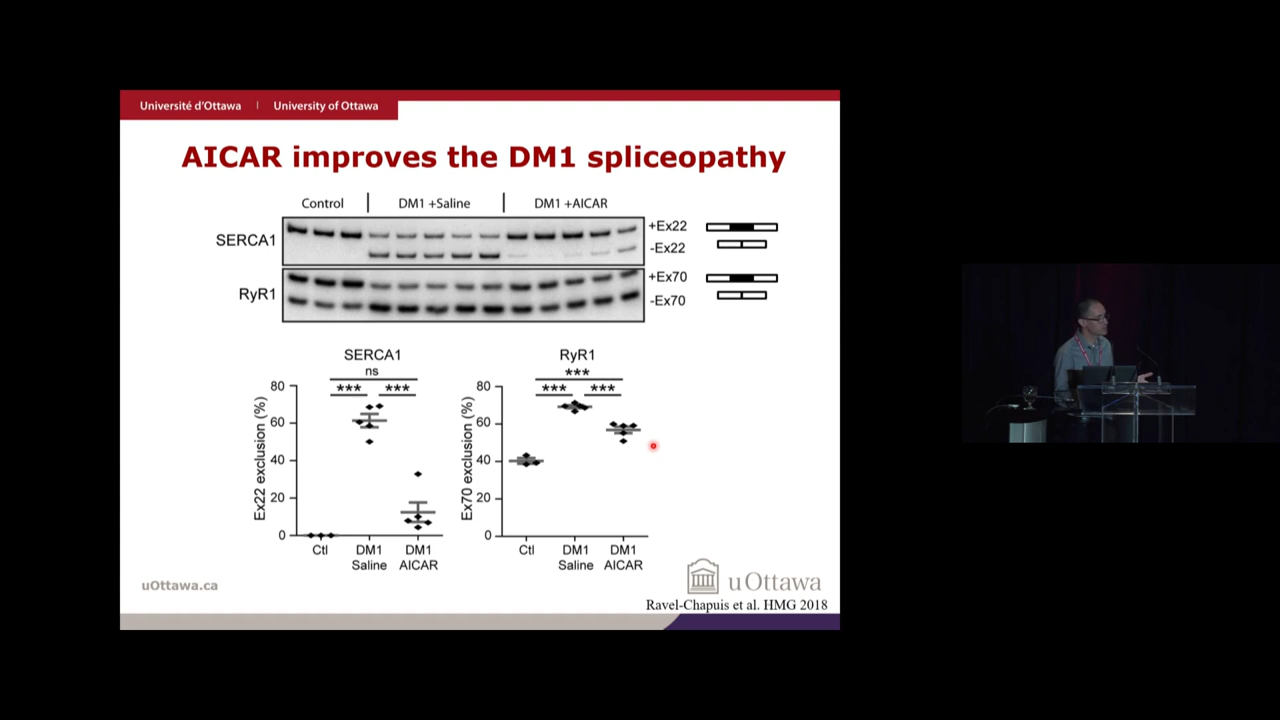 Université d'Ottawa | University of Ottawa
AICAR improves the DM1 spliceopathy
Control | DM1 +Saline | DM1 +AICAR
SERCA1
+Ex22
-Ex22
RyR1
+Ex70
-Ex70
SERCA1
ns
*** ***
Ex22 exclusion (%)
80
60
40
20
0
Ctl
DM1 Saline
DM1 AICAR
RyR1
***
*** ***
Ex70 exclusion (%)
80
60
40
20
0
Ctl
DM1 Saline
DM1 AICAR
uOttawa.ca
uOttawa
Ravel-Chapuis et al. HMG 2018